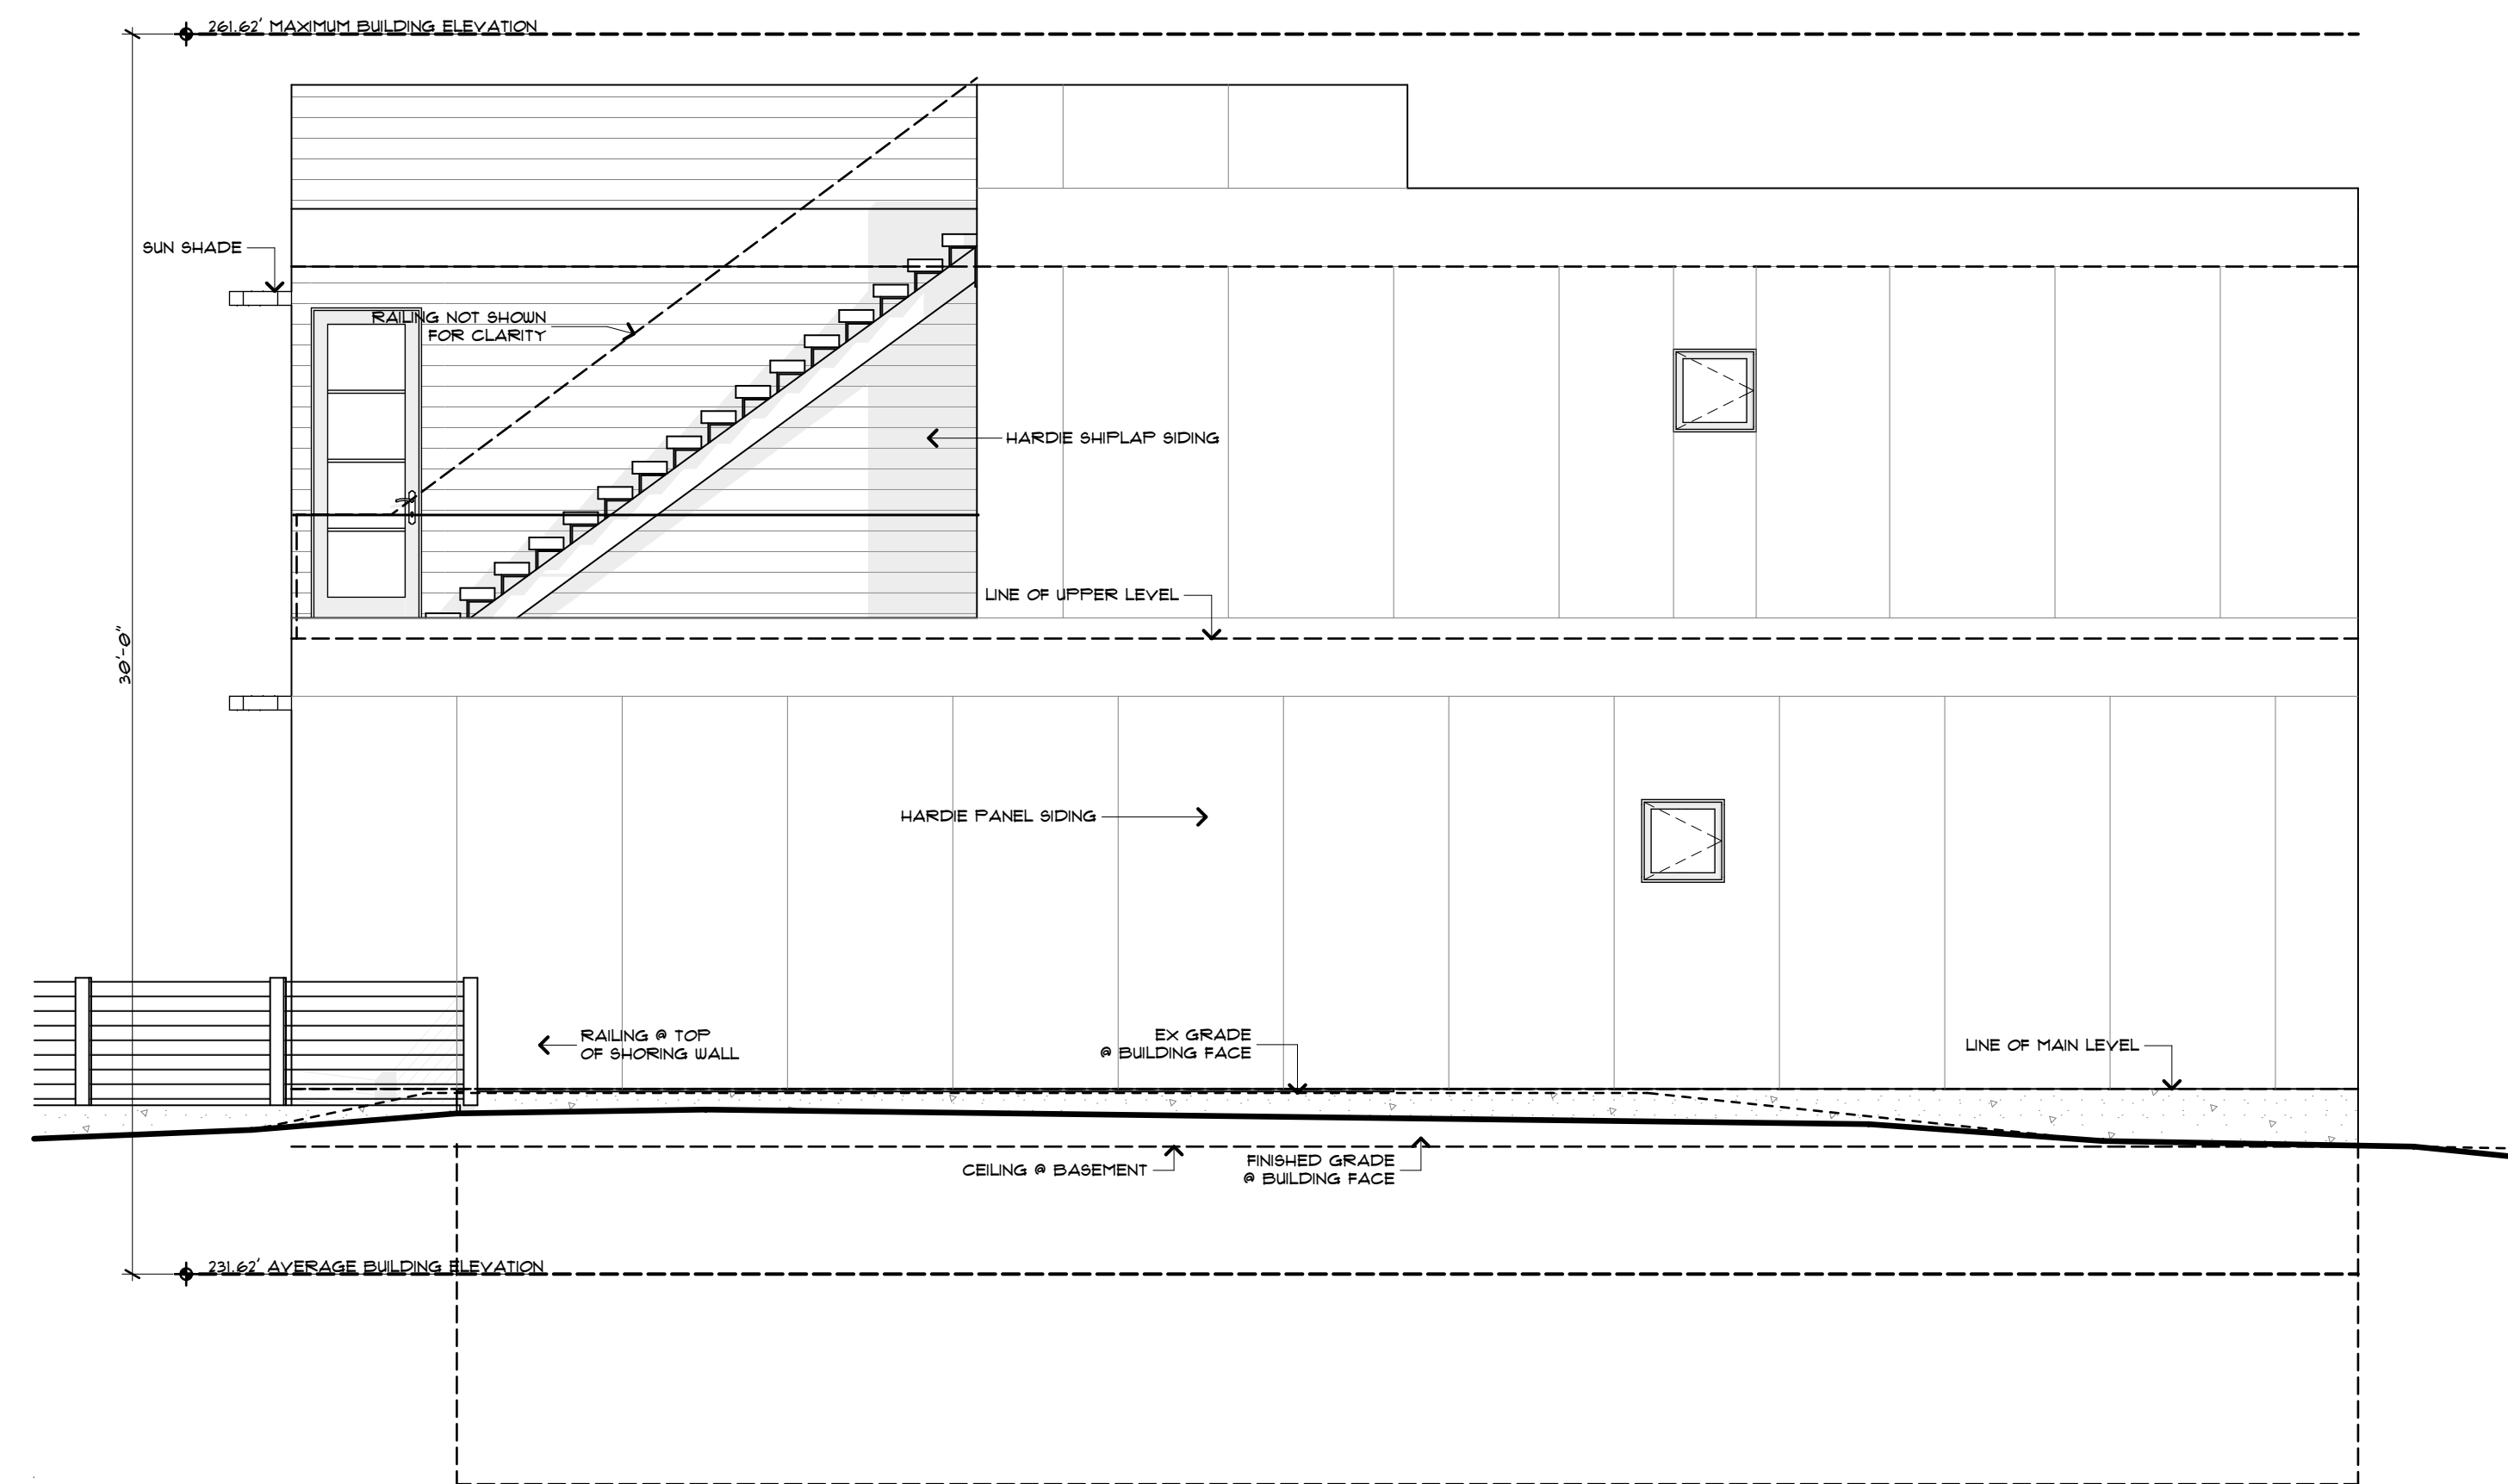 261.62' MAXIMUM BUILDING ELEVATION
SUN SHADE
RAILING NOT SHOWN
FOR CLARITY
HARDIE SHIPLAP SIDING
LINE OF UPPER LEVEL
30'-0"
HARDIE PANEL SIDING
RAILING @ TOP
OF SHORING WALL
EX GRADE
@ BUILDING FACE
LINE OF MAIN LEVEL
CEILING @ BASEMENT
FINISHED GRADE
@ BUILDING FACE
231.62' AVERAGE BUILDING ELEVATION